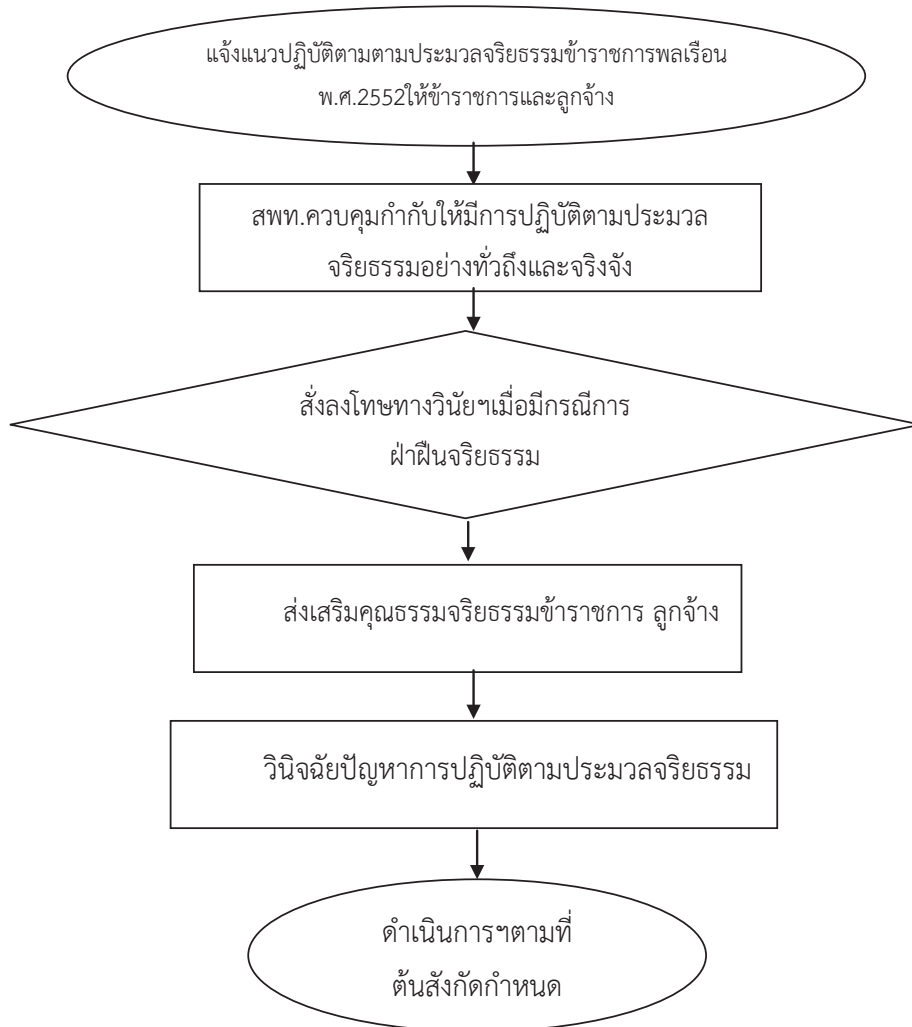 แจ้งแนวปฏิบัติตามตามประมวลจริยธรรมข้าราชการพลเรือน
พ.ศ.2552ให้ข้าราชการและลูกจ้าง
สพท.ควบคุมกำกับให้มีการปฏิบัติตามประมวล
จริยธรรมอย่างทั่วถึงและจริงจัง
สั่งลงโทษทางวินัยฯเมื่อมีกรณีการ
ฝ่าฝืนจริยธรรม
ส่งเสริมคุณธรรมจริยธรรมข้าราชการ ลูกจ้าง
วินิจฉัยปัญหาการปฏิบัติตามประมวลจริยธรรม
ดำเนินการฯตามที่
ต้นสังกัดกำหนด